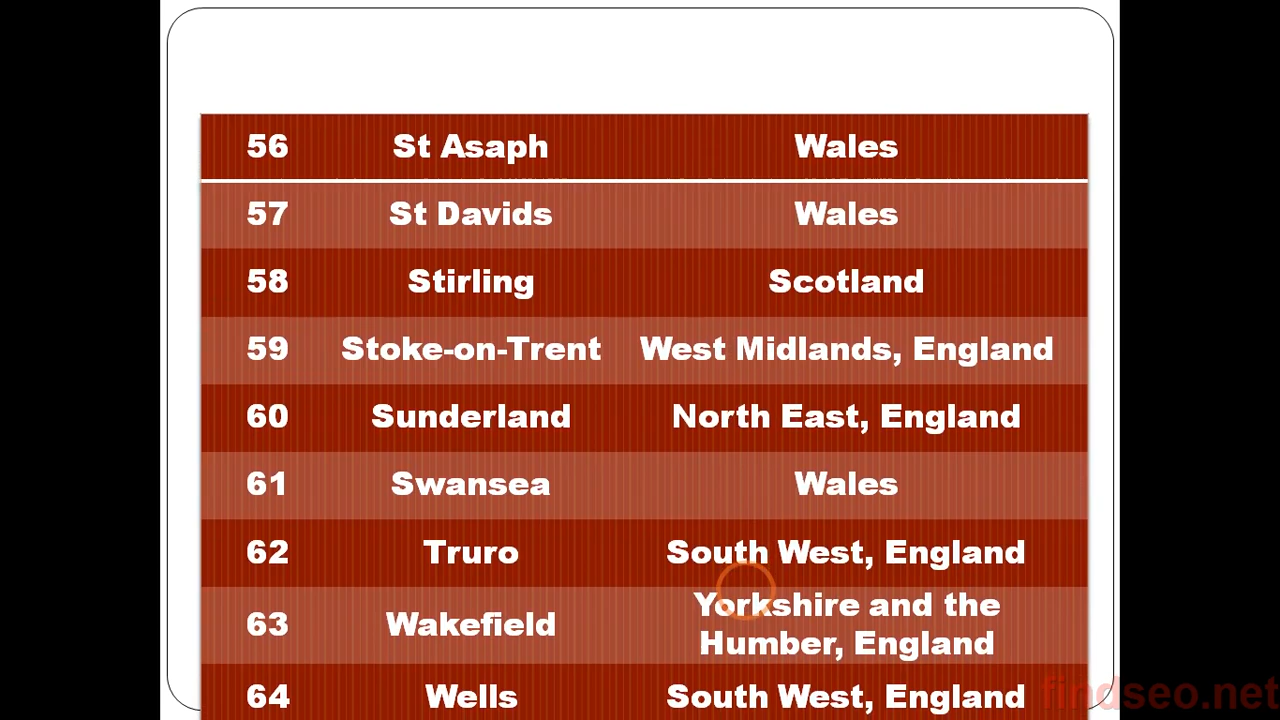 56 St Asaph Wales
57 St Davids Wales
58 Stirling Scotland
59 Stoke-on-Trent West Midlands, England
60 Sunderland North East, England
61 Swansea Wales
62 Truro South West, England
63 Wakefield Yorkshire and the
Humber, England
64 Wells South West, England
findseo.net